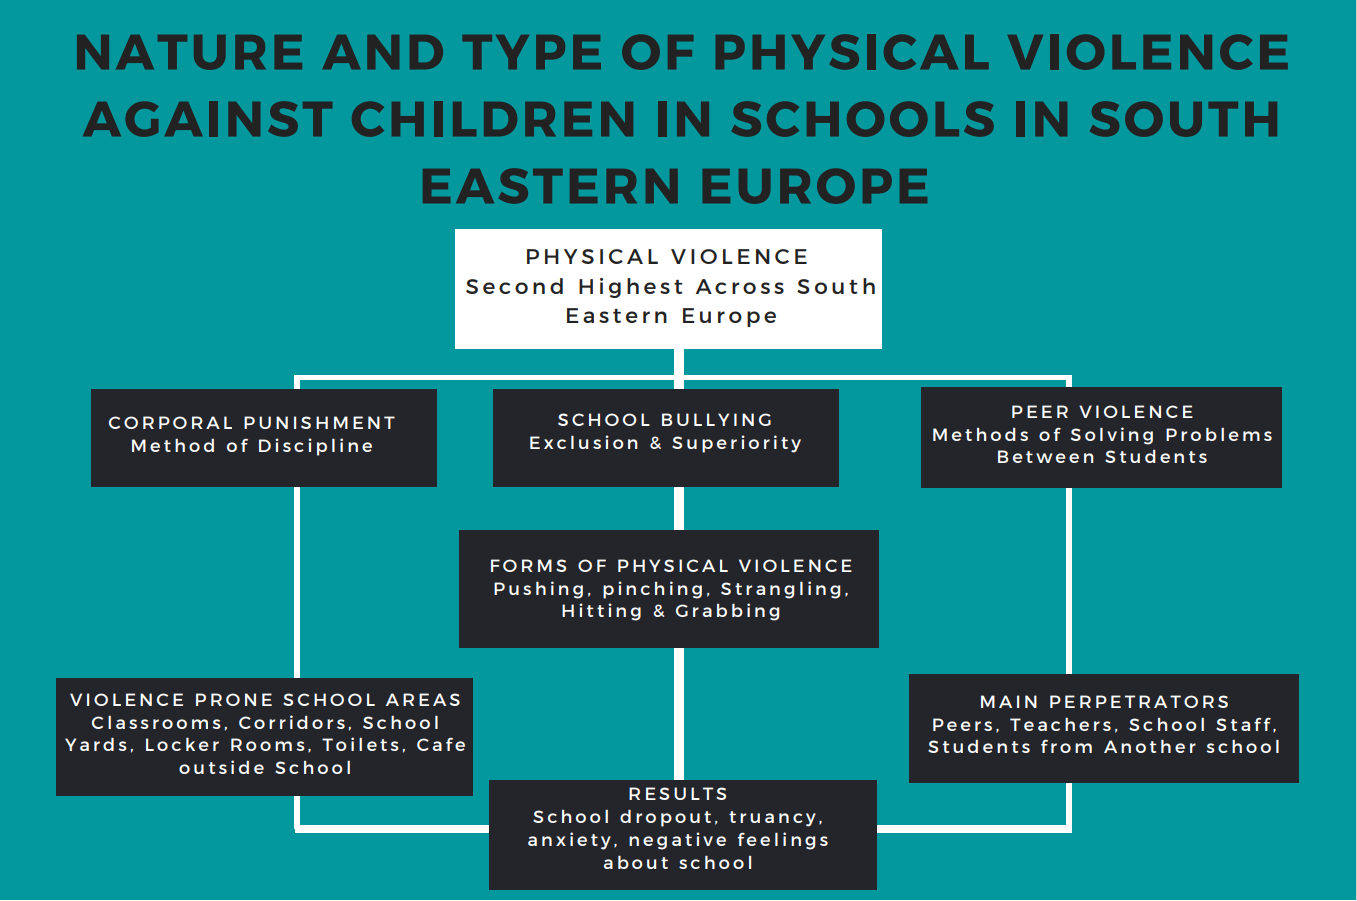 NATURE AND TYPE OF PHYSICAL VIOLENCE
AGAINST CHILDREN IN SCHOOLS IN SOUTH
EASTERN EUROPE
PHYSICAL VIOLENCE
Second Highest Across South
Eastern Europe
CORPORAL PUNISHMENT
Method of Discipline
SCHOOL BULLYING
Exclusion & Superiority
PEER VIOLENCE
Methods of Solving Problems
Between Students
FORMS OF PHYSICAL VIOLENCE
Pushing, pinching, Strangling,
Hitting & Grabbing
VIOLENCE PRONE SCHOOL AREAS
Classrooms, Corridors, School
Yards, Locker Rooms, Toilets, Cafe
outside School
MAIN PERPETRATORS
Peers, Teachers, School Staff,
Students from Another school
RESULTS
School dropout, truancy,
anxiety, negative feelings
about school